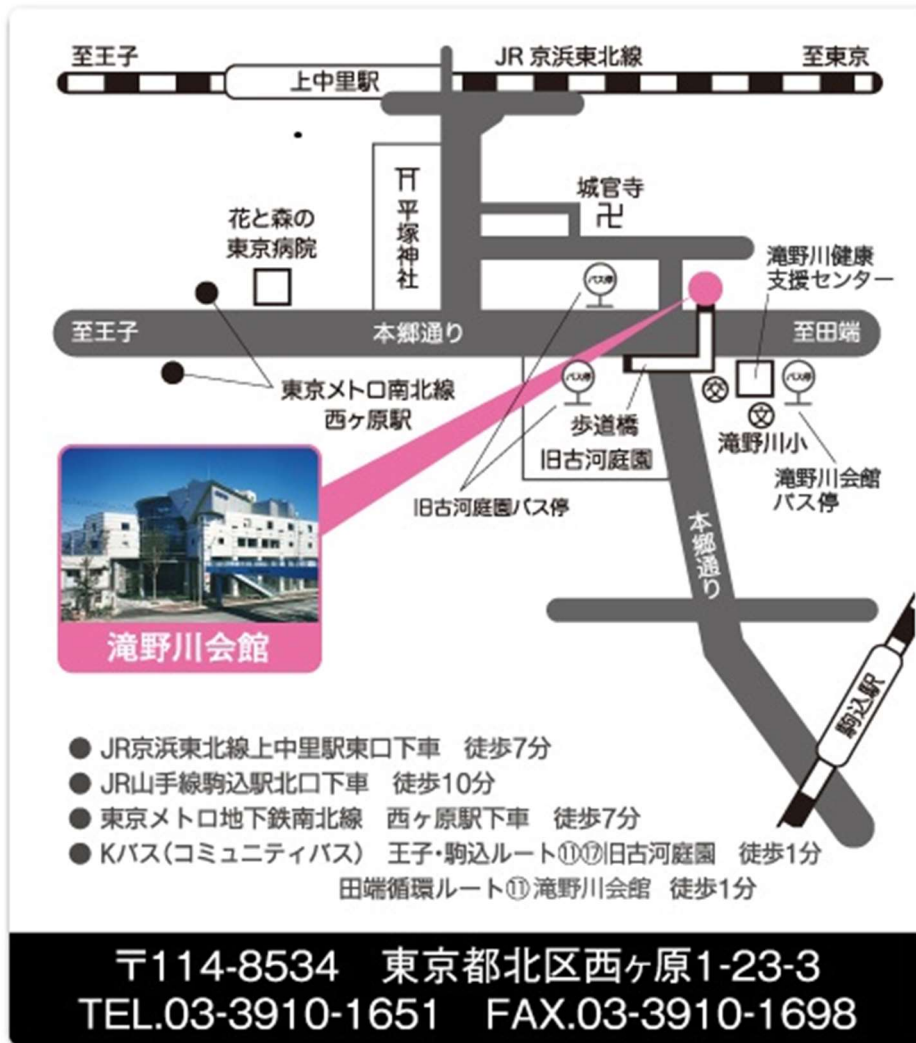 至王子
JR 京浜東北線
至東京
上中里駅
平塚神社
城官寺
花と森の
東京病院
滝野川健康
支援センター
バス停
至王子
本郷通り
至田端
東京メトロ南北線
西ヶ原駅
バス停
歩道橋
旧古河庭園
文
バス停
滝野川小
滝野川会館
バス停
旧古河庭園バス停
本郷通り
滝野川会館
駒込駅
● JR京浜東北線上中里駅東口下車 徒歩7分
● JR山手線駒込駅北口下車 徒歩10分
● 東京メトロ地下鉄南北線 西ヶ原駅下車 徒歩7分
● Kバス(コミュニティバス) 王子・駒込ルート⑪⑰旧古河庭園 徒歩1分
田端循環ルート⑪滝野川会館 徒歩1分
〒114-8534 東京都北区西ヶ原1-23-3
TEL.03-3910-1651 FAX.03-3910-1698